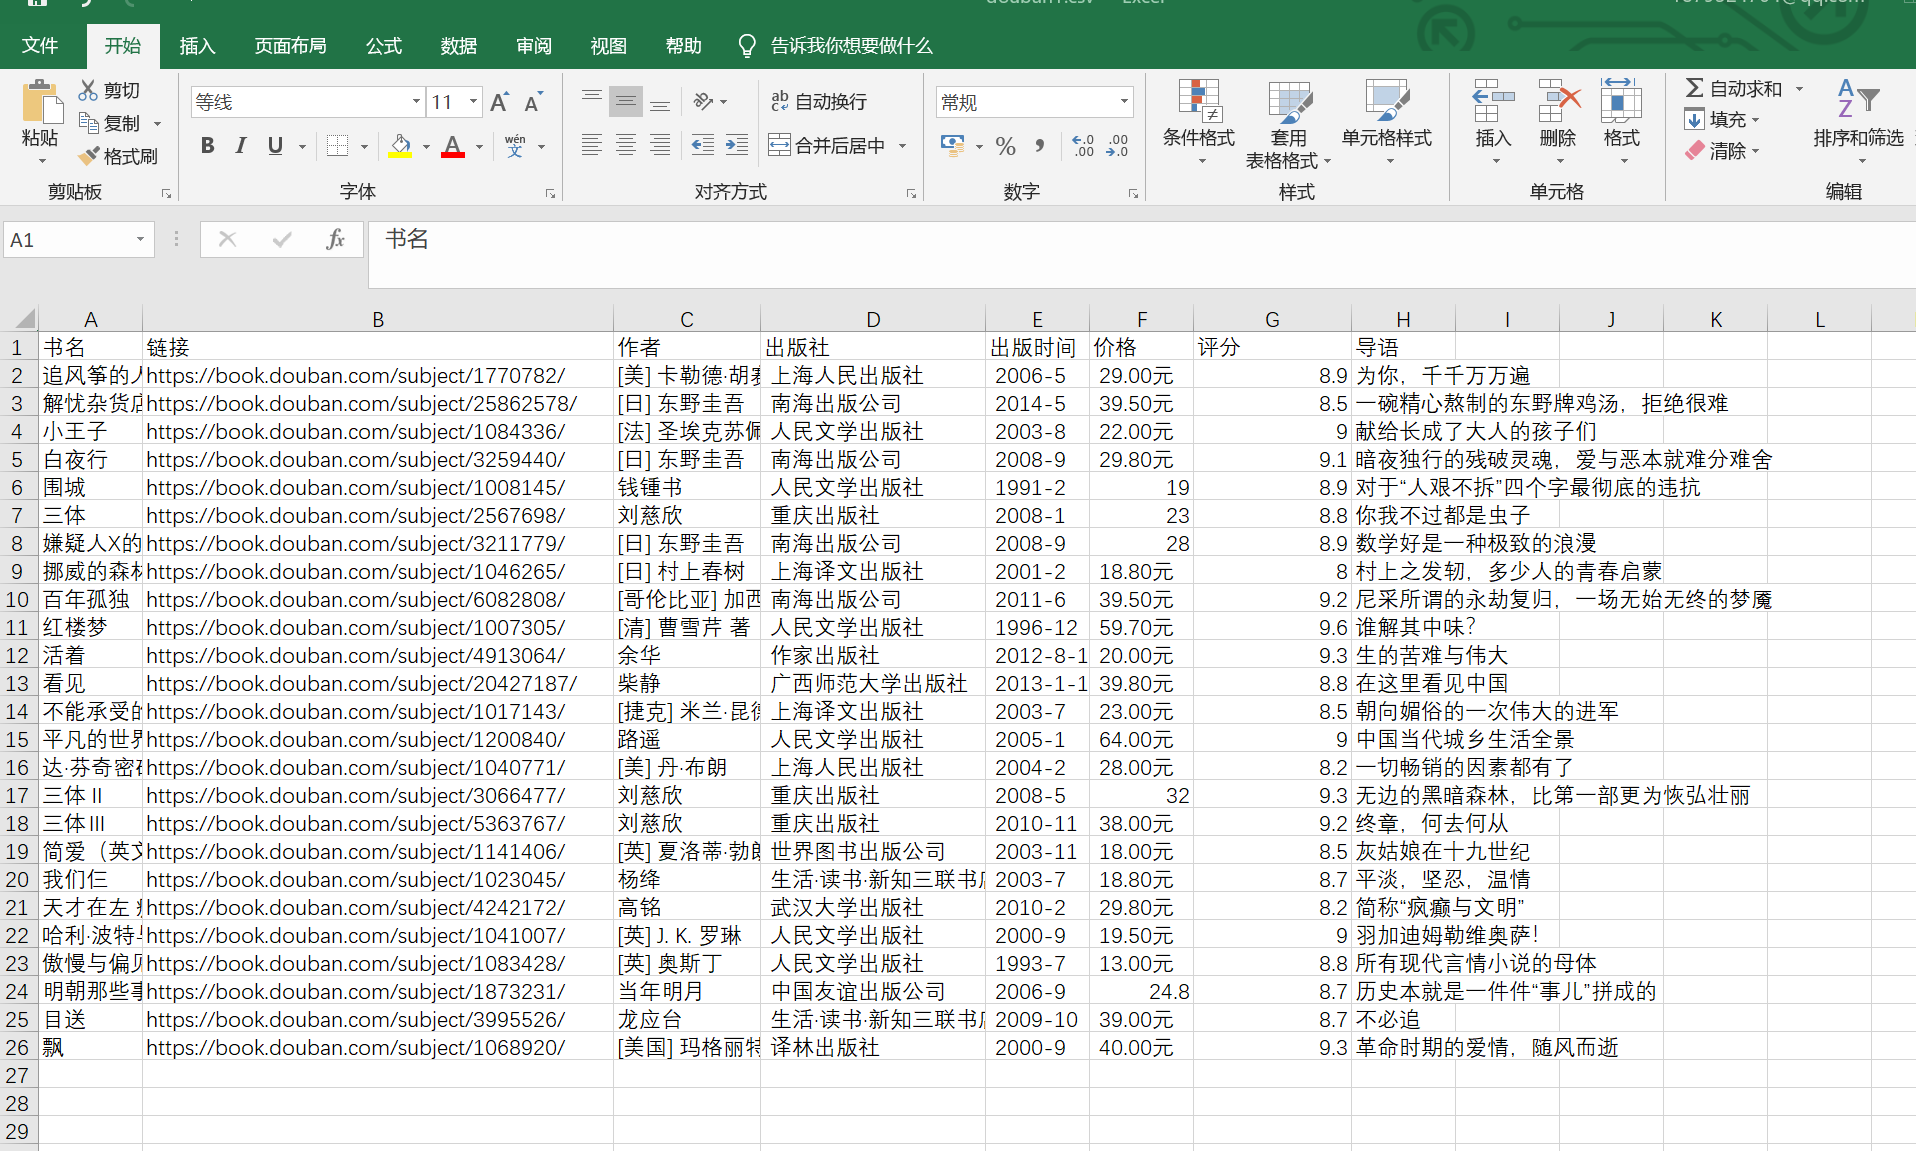 文件 开始 插入 页面布局 公式 数据 审阅 视图 帮助 告诉我你想要做什么
剪切 等线 11 A A ab 自动换行 常规 自动求和
复制 填充
粘贴 格式刷 B I U A wén 文 合并后居中 % 条件格式 套用 表格格式 单元格样式 插入 删除 格式 清除 排序和筛选
剪贴板 字体 对齐方式 数字 样式 单元格 编辑
A1 fx 书名
A B C D E F G H I J K L
1 书名 链接 作者 出版社 出版时间 价格 评分 导语
2 追风筝的 https://book.douban.com/subject/1770782/ [美] 卡勒德·胡 上海人民出版社 2006-5 29.00元 8.9 为你，千千万万遍
3 解忧杂货店 https://book.douban.com/subject/25862578/ [日] 东野圭吾 南海出版公司 2014-5 39.50元 8.5 一碗精心熬制的东野牌鸡汤，拒绝很难
4 小王子 https://book.douban.com/subject/1084336/ [法] 圣埃克苏佩 人民文学出版社 2003-8 22.00元 9 献给长成了大人的孩子们
5 白夜行 https://book.douban.com/subject/3259440/ [日] 东野圭吾 南海出版公司 2008-9 29.80元 9.1 暗夜独行的残破灵魂，爱与恶本就难分难舍
6 围城 https://book.douban.com/subject/1008145/ 钱锺书 人民文学出版社 1991-2 19 8.9 对于“人艰不拆”四个字最彻底的违抗
7 三体 https://book.douban.com/subject/2567698/ 刘慈欣 重庆出版社 2008-1 23 8.8 你我不过都是虫子
8 嫌疑人X的 https://book.douban.com/subject/3211779/ [日] 东野圭吾 南海出版公司 2008-9 28 8.9 数学好是一种极致的浪漫
9 挪威的森林 https://book.douban.com/subject/1046265/ [日] 村上春树 上海译文出版社 2001-2 18.80元 8 村上之发轫，多少人的青春启蒙
10 百年孤独 https://book.douban.com/subject/6082808/ [哥伦比亚] 加西 南海出版公司 2011-6 39.50元 9.2 尼采所谓的永劫复归，一场无始无终的梦魇
11 红楼梦 https://book.douban.com/subject/1007305/ [清] 曹雪芹 著 人民文学出版社 1996-12 59.70元 9.6 谁解其中味?
12 活着 https://book.douban.com/subject/4913064/ 余华 作家出版社 2012-8-1 20.00元 9.3 生的苦难与伟大
13 看见 https://book.douban.com/subject/20427187/ 柴静 广西师范大学出版社 2013-1-1 39.80元 8.8 在这里看见中国
14 不能承受的 https://book.douban.com/subject/1017143/ [捷克] 米兰·昆德 上海译文出版社 2003-7 23.00元 8.5 朝向媚俗的一次伟大的进军
15 平凡的世界 https://book.douban.com/subject/1200840/ 路遥 人民文学出版社 2005-1 64.00元 9 中国当代城乡生活全景
16 达·芬奇密码 https://book.douban.com/subject/1040771/ [美] 丹·布朗 上海人民出版社 2004-2 28.00元 8.2 一切畅销的因素都有了
17 三体Ⅱ https://book.douban.com/subject/3066477/ 刘慈欣 重庆出版社 2008-5 32 9.3 无边的黑暗森林，比第一部更为恢弘壮丽
18 三体Ⅲ https://book.douban.com/subject/5363767/ 刘慈欣 重庆出版社 2010-11 38.00元 9.2 终章，何去何从
19 简爱（英文 https://book.douban.com/subject/1141406/ [英] 夏洛蒂·勃朗 世界图书出版公司 2003-11 18.00元 8.5 灰姑娘在十九世纪
20 我们仨 https://book.douban.com/subject/1023045/ 杨绛 生活·读书·新知三联书店 2003-7 18.80元 8.7 平淡，坚忍，温情
21 天才在左 https://book.douban.com/subject/4242172/ 高铭 武汉大学出版社 2010-2 29.80元 8.2 简称“疯癫与文明”
22 哈利·波特与 https://book.douban.com/subject/1041007/ [英] J. K. 罗琳 人民文学出版社 2000-9 19.50元 9 羽加迪姆勒维奥萨！
23 傲慢与偏见 https://book.douban.com/subject/1083428/ [英] 奥斯丁 人民文学出版社 1993-7 13.00元 8.8 所有现代言情小说的母体
24 明朝那些事 https://book.douban.com/subject/1873231/ 当年明月 中国友谊出版公司 2006-9 24.8 8.7 历史本就是一件件“事儿”拼成的
25 目送 https://book.douban.com/subject/3995526/ 龙应台 生活·读书·新知三联书店 2009-10 39.00元 8.7 不必追
26 飘 https://book.douban.com/subject/1068920/ [美国] 玛格丽特 译林出版社 2000-9 40.00元 9.3 革命时期的爱情，随风而逝
27
28
29